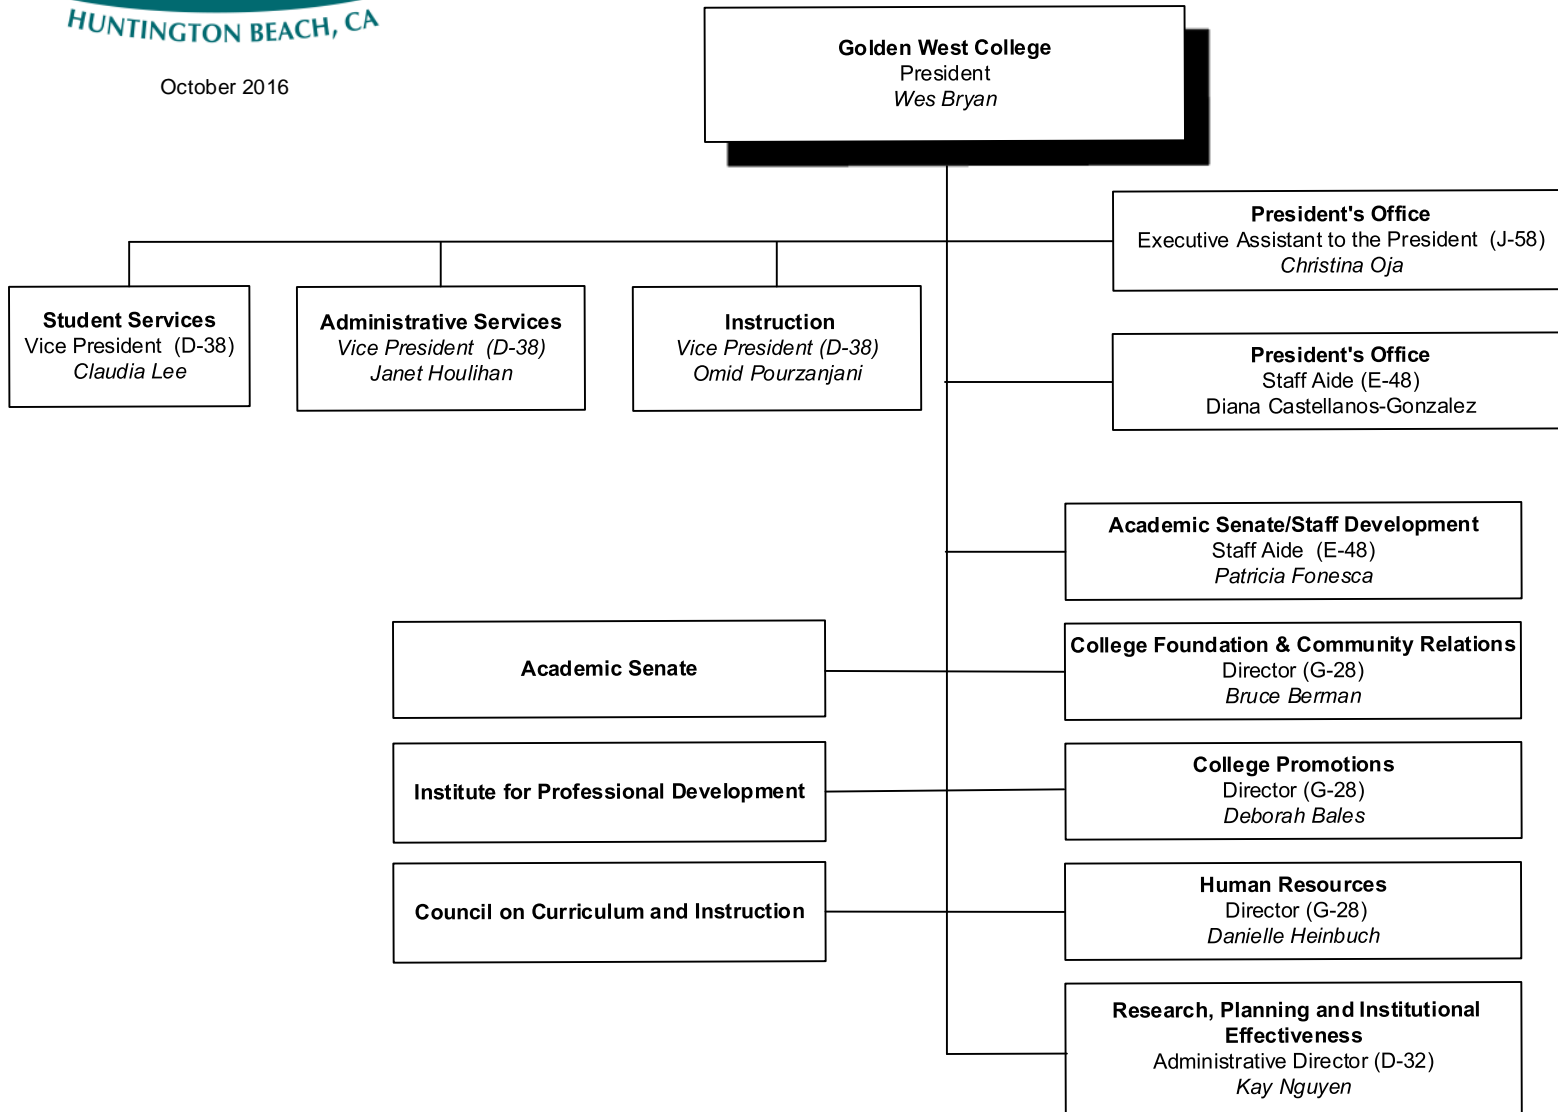 HUNTINGTON BEACH, CA
October 2016
Golden West College
President
Wes Bryan
President's Office
Executive Assistant to the President (J-58)
Christina Oja
Student Services
Vice President (D-38)
Claudia Lee
Administrative Services
Vice President (D-38)
Janet Houlihan
Instruction
Vice President (D-38)
Omid Pourzanjani
President's Office
Staff Aide (E-48)
Diana Castellanos-Gonzalez
Academic Senate/Staff Development
Staff Aide (E-48)
Patricia Fonesca
Academic Senate
College Foundation & Community Relations
Director (G-28)
Bruce Berman
Institute for Professional Development
College Promotions
Director (G-28)
Deborah Bales
Council on Curriculum and Instruction
Human Resources
Director (G-28)
Danielle Heinbuch
Research, Planning and Institutional
Effectiveness
Administrative Director (D-32)
Kay Nguyen